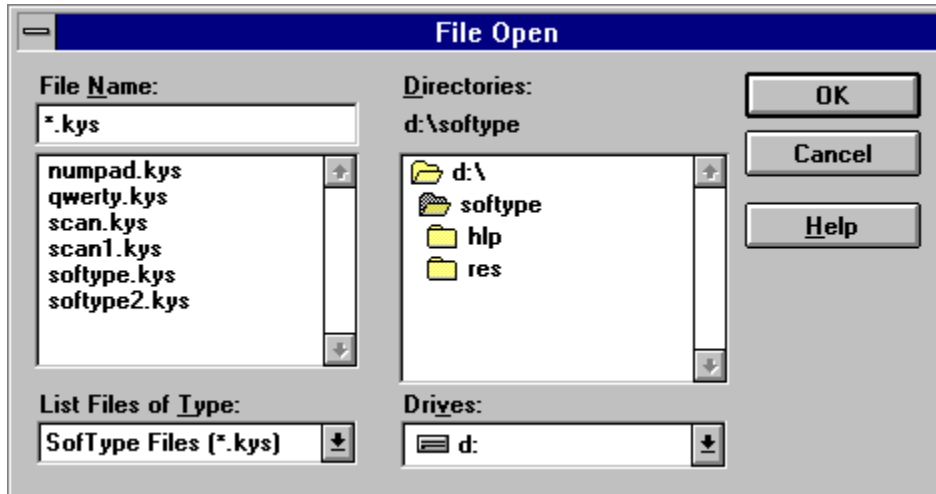 File Open
File Name:
*.kys
numpad.kys
qwerty.kys
scan.kys
scan1.kys
softype.kys
softype2.kys
List Files of Type:
SofType Files (*.kys)
Directories:
d:\softype
d:\
softype
hlp
res
Drives:
d:
OK
Cancel
Help